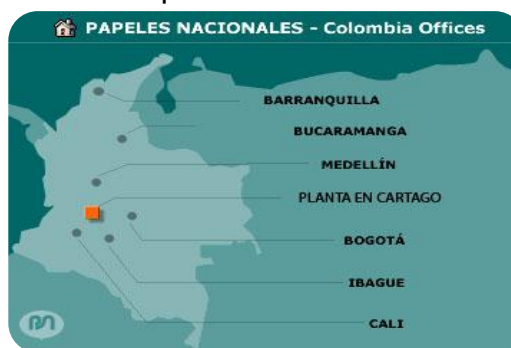 PAPELES NACIONALES - Colombia Offices
BARRANQUILLA
BUCARAMANGA
MEDELLÍN
PLANTA EN CARTAGO
BOGOTÁ
IBAGUE
CALI